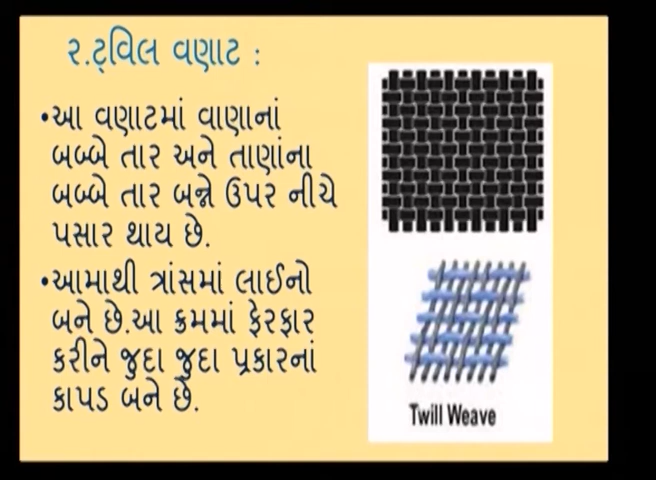 ૨.ટ્વિલ વણાટ :
•આ વણાટમાં વાણાનાં
બબ્બે તાર અને તાણાંના
બબ્બે તાર બન્ને ઉપર નીચે
પસાર થાય છે.
•આમાથી ત્રાંસમાં લાઈનો
બને છે.આ ક્રમમાં ફેરફાર
કરીને જુદા જુદા પ્રકારનાં
કાપડ બને છે.
Twill Weave